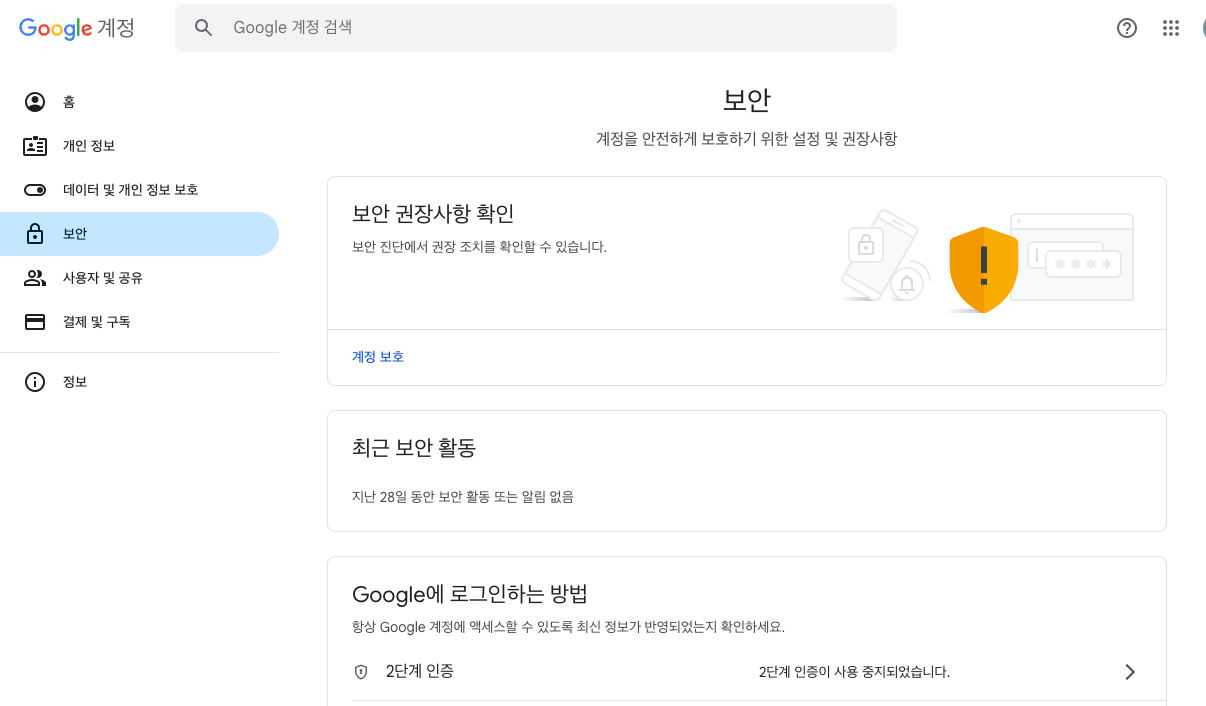 Google 계정
Google 계정 검색
홈
개인 정보
데이터 및 개인 정보 보호
보안
사용자 및 공유
결제 및 구독
정보
보안
계정을 안전하게 보호하기 위한 설정 및 권장사항
보안 권장사항 확인
보안 진단에서 권장 조치를 확인할 수 있습니다.
계정 보호
최근 보안 활동
지난 28일 동안 보안 활동 또는 알림 없음
Google에 로그인하는 방법
항상 Google 계정에 액세스할 수 있도록 최신 정보가 반영되었는지 확인하세요.
2단계 인증
2단계 인증이 사용 중지되었습니다.